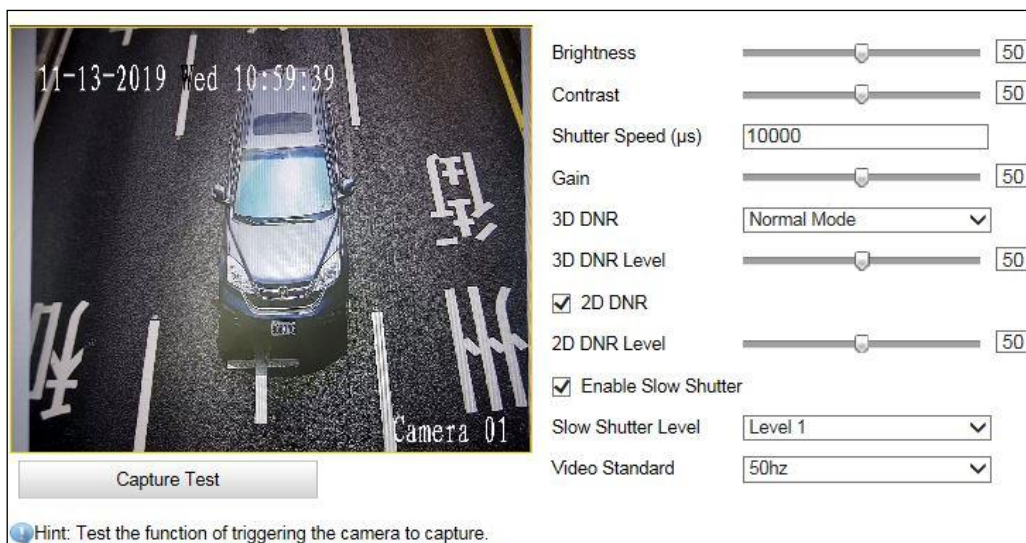 11-13-2019 Wed 10:59:39
Camera 01
Capture Test
Hint: Test the function of triggering the camera to capture.
Brightness 50
Contrast 50
Shutter Speed (µs) 10000
Gain 50
3D DNR Normal Mode
3D DNR Level 50
2D DNR
2D DNR Level 50
Enable Slow Shutter
Slow Shutter Level Level 1
Video Standard 50hz